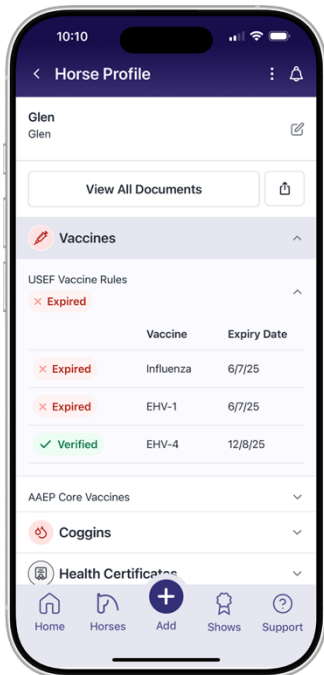 10:10
Horse Profile
Glen
Glen
View All Documents
Vaccines
USEF Vaccine Rules
Expired
Vaccine Expiry Date
Expired Influenza 6/7/25
Expired EHV-1 6/7/25
Verified EHV-4 12/8/25
AAEP Core Vaccines
Coggins
Health Certificates
Home Horses Add Shows Support